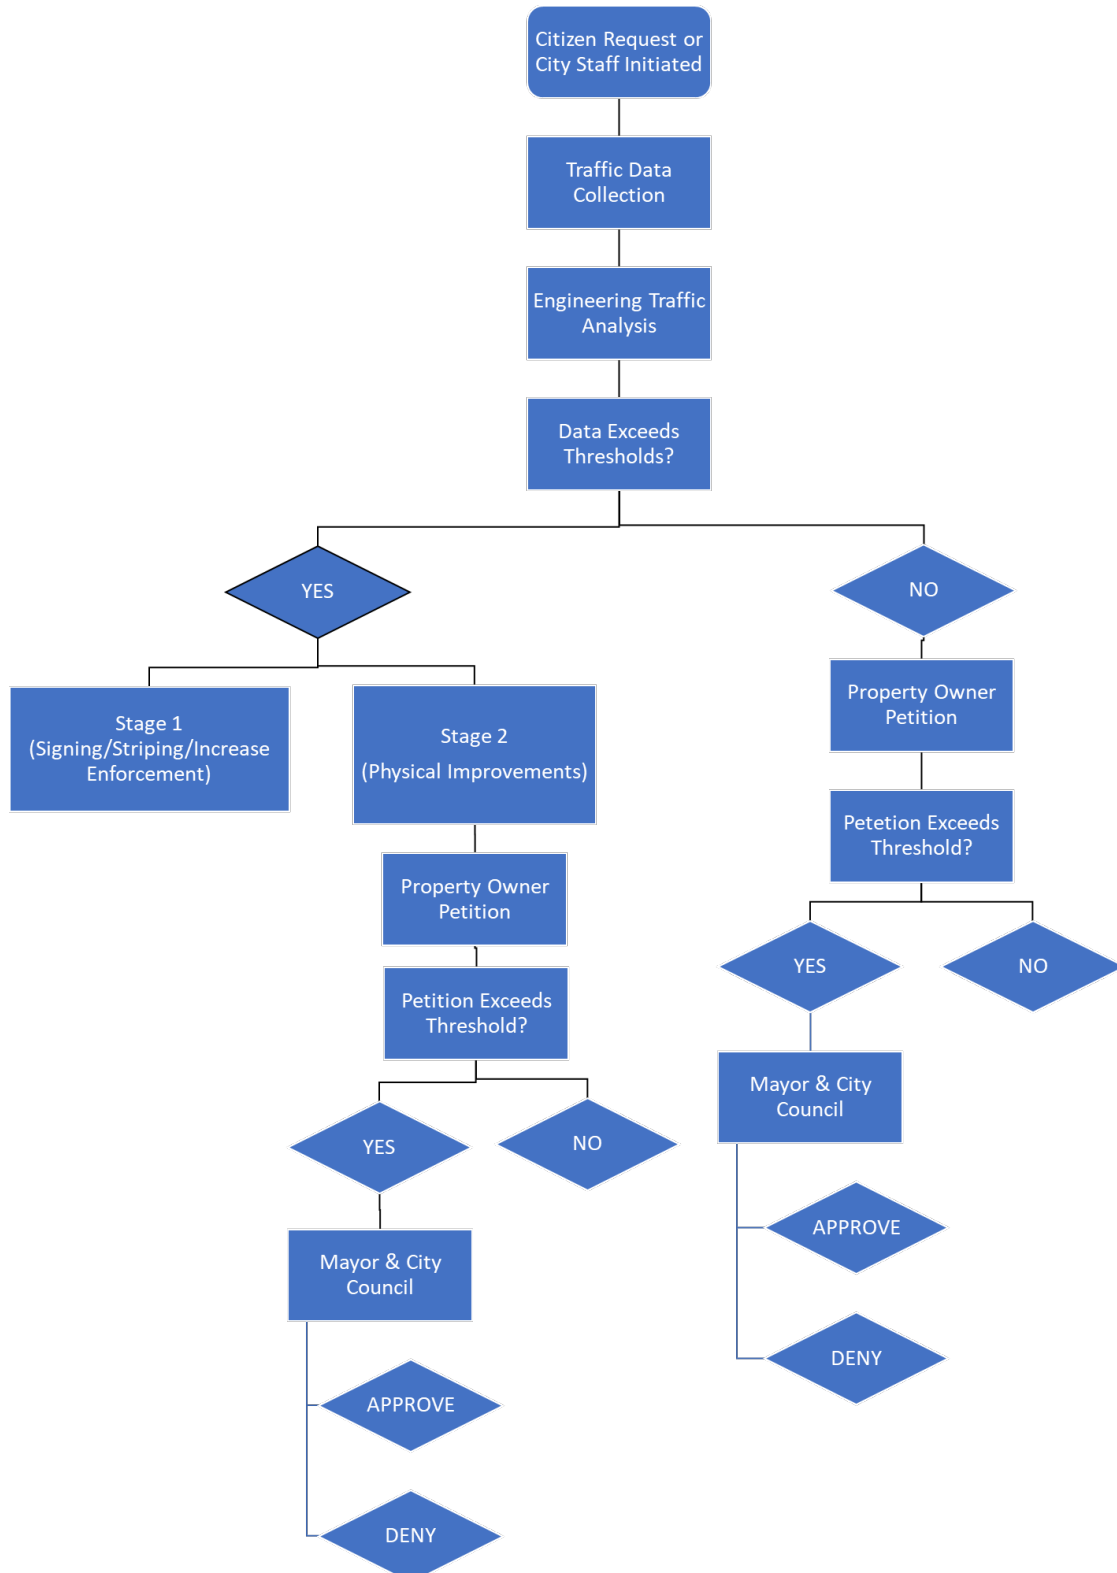 Citizen Request or
City Staff Initiated
Traffic Data
Collection
Engineering Traffic
Analysis
Data Exceeds
Thresholds?
YES
NO
Stage 1
(Signing/Striping/Increase
Enforcement)
Stage 2
(Physical Improvements)
Property Owner
Petition
Petition Exceeds
Threshold?
YES
NO
Mayor & City
Council
APPROVE
DENY
Property Owner
Petition
Petetion Exceeds
Threshold?
YES
NO
Mayor & City
Council
APPROVE
DENY